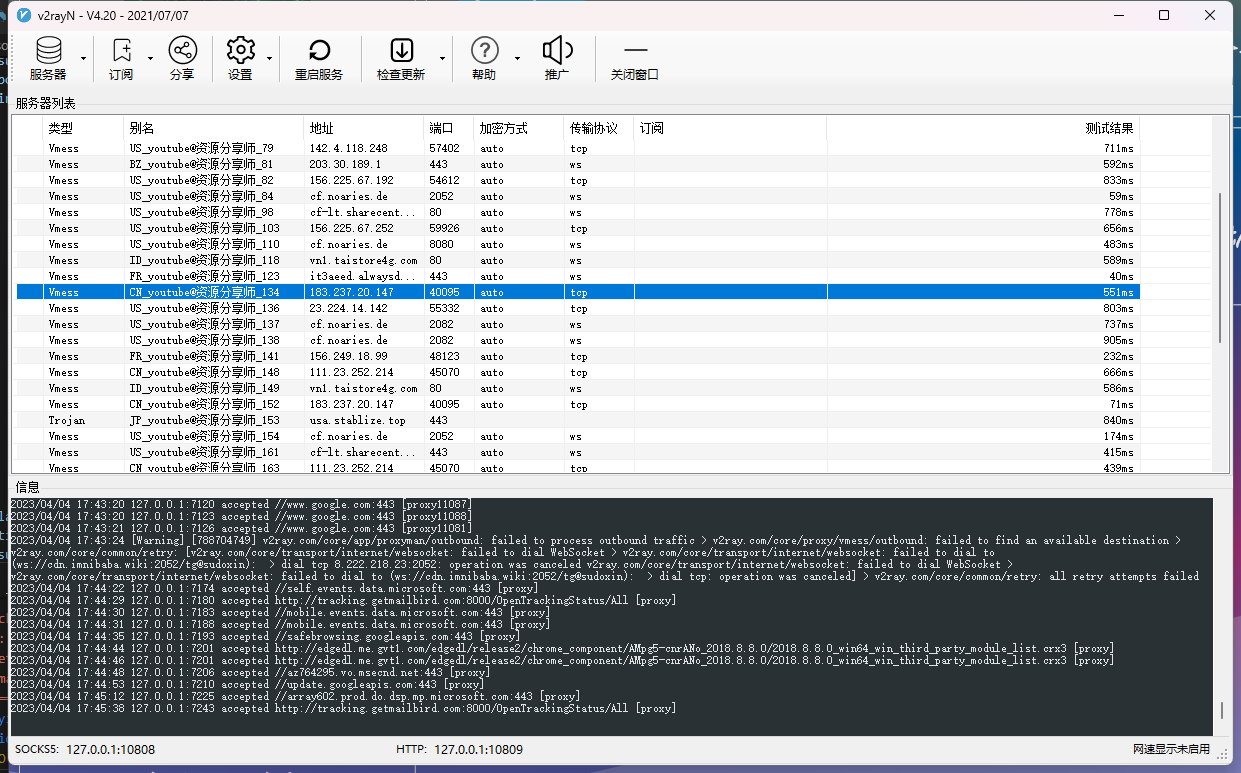 v2rayN - V4.20 - 2021/07/07
服务器 订阅 分享 设置 重启服务 检查更新 帮助 推广 关闭窗口
服务器列表
类型 别名 地址 端口 加密方式 传输协议 订阅 测试结果
Vmess US_youtube@资源分享师_79 142.4.118.248 57402 auto tcp 711ms
Vmess BZ_youtube@资源分享师_81 203.30.189.1 443 auto ws 592ms
Vmess US_youtube@资源分享师_82 156.225.67.192 54612 auto tcp 833ms
Vmess US_youtube@资源分享师_84 cf.noaries.de 2052 auto ws 59ms
Vmess US_youtube@资源分享师_98 cf-lt.sharecent... 80 auto ws 778ms
Vmess US_youtube@资源分享师_103 156.225.67.252 59926 auto tcp 656ms
Vmess US_youtube@资源分享师_110 cf.noaries.de 8080 auto ws 483ms
Vmess ID_youtube@资源分享师_118 vn1.taistore4g.com 80 auto ws 589ms
Vmess FR_youtube@资源分享师_123 it3aeed.alwaysd... 443 auto ws 40ms
Vmess CN_youtube@资源分享师_134 183.237.20.147 40095 auto tcp 551ms
Vmess US_youtube@资源分享师_136 23.224.14.142 55332 auto tcp 803ms
Vmess US_youtube@资源分享师_137 cf.noaries.de 2082 auto ws 737ms
Vmess US_youtube@资源分享师_138 cf.noaries.de 2082 auto ws 905ms
Vmess FR_youtube@资源分享师_141 156.249.18.99 48123 auto tcp 232ms
Vmess CN_youtube@资源分享师_148 111.23.252.214 45070 auto tcp 666ms
Vmess ID_youtube@资源分享师_149 vn1.taistore4g.com 80 auto ws 586ms
Vmess CN_youtube@资源分享师_152 183.237.20.147 40095 auto tcp 71ms
Trojan JP_youtube@资源分享师_153 usa.stablize.top 443 840ms
Vmess US_youtube@资源分享师_154 cf.noaries.de 2052 auto ws 174ms
Vmess US_youtube@资源分享师_161 cf-lt.sharecent... 443 auto ws 415ms
Vmess CN_youtube@资源分享师_163 111.23.252.214 45070 auto tcp 439ms
信息
2023/04/04 17:43:20 127.0.0.1:7120 accepted //www.google.com:443 [proxy11087]
2023/04/04 17:43:20 127.0.0.1:7123 accepted //www.google.com:443 [proxy11088]
2023/04/04 17:43:21 127.0.0.1:7126 accepted //www.google.com:443 [proxy11081]
2023/04/04 17:43:24 [Warning] [788704749] v2ray.com/core/app/proxyman/outbound: failed to process outbound traffic > v2ray.com/core/proxy/vmess/outbound: failed to find an available destination >
v2ray.com/core/common/retry: [v2ray.com/core/transport/internet/websocket: failed to dial WebSocket > v2ray.com/core/transport/internet/websocket: failed to dial to
(ws://cdn.imnibaba.wiki:2052/tg@sudoxin): > dial tcp 8.222.218.23:2052: operation was canceled v2ray.com/core/transport/internet/websocket: failed to dial WebSocket >
v2ray.com/core/transport/internet/websocket: failed to dial to (ws://cdn.imnibaba.wiki:2052/tg@sudoxin): > dial tcp: operation was canceled] > v2ray.com/core/common/retry: all retry attempts failed
2023/04/04 17:44:22 127.0.0.1:7174 accepted //self.events.data.microsoft.com:443 [proxy]
2023/04/04 17:44:29 127.0.0.1:7180 accepted http://tracking.getmailbird.com:8000/OpenTrackingStatus/All [proxy]
2023/04/04 17:44:30 127.0.0.1:7183 accepted //mobile.events.data.microsoft.com:443 [proxy]
2023/04/04 17:44:31 127.0.0.1:7188 accepted //mobile.events.data.microsoft.com:443 [proxy]
2023/04/04 17:44:35 127.0.0.1:7193 accepted //safebrowsing.googleapis.com:443 [proxy]
2023/04/04 17:44:44 127.0.0.1:7201 accepted http://edgedl.me.gvt1.com/edgedl/release2/chrome_component/AMpg5-cnrANo_2018.8.8.0/2018.8.8.0_win64_win_third_party_module_list.crx3 [proxy]
2023/04/04 17:44:46 127.0.0.1:7201 accepted http://edgedl.me.gvt1.com/edgedl/release2/chrome_component/AMpg5-cnrANo_2018.8.8.0/2018.8.8.0_win64_win_third_party_module_list.crx3 [proxy]
2023/04/04 17:44:48 127.0.0.1:7206 accepted //az764295.vo.msecnd.net:443 [proxy]
2023/04/04 17:44:53 127.0.0.1:7210 accepted //update.googleapis.com:443 [proxy]
2023/04/04 17:45:12 127.0.0.1:7225 accepted //array602.prod.do.dsp.mp.microsoft.com:443 [proxy]
2023/04/04 17:45:38 127.0.0.1:7243 accepted http://tracking.getmailbird.com:8000/OpenTrackingStatus/All [proxy]
SOCKS5: 127.0.0.1:10808 HTTP: 127.0.0.1:10809 网速显示未启用